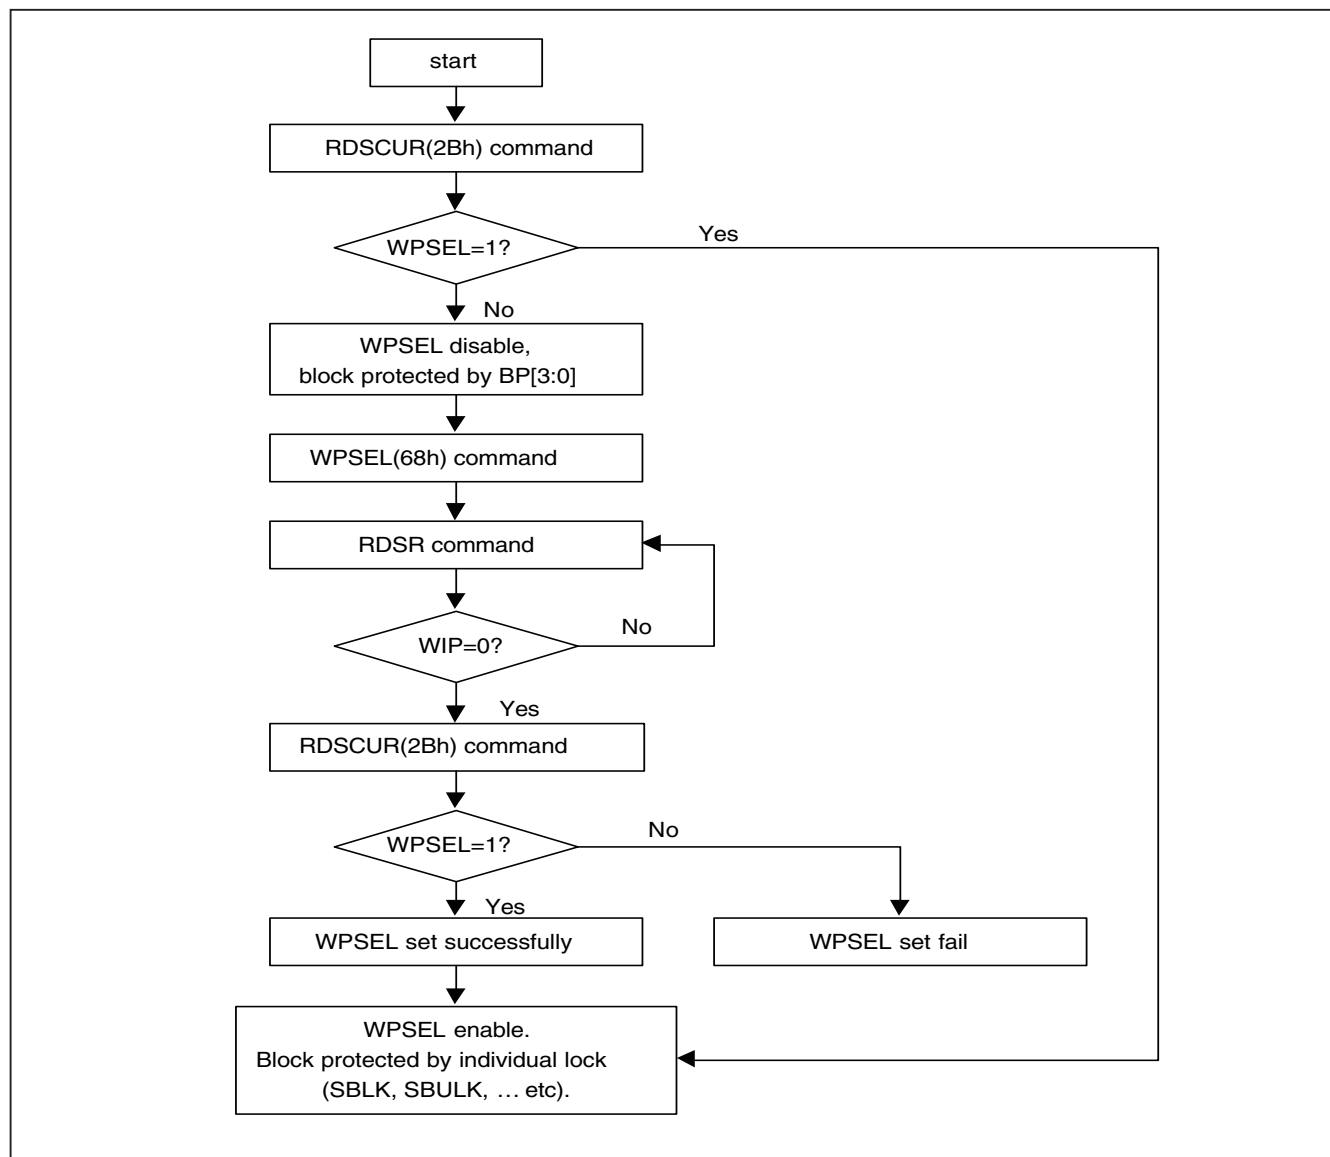 start
RDSCUR(2Bh) command
WPSEL=1?
Yes
No
WPSEL disable,
block protected by BP[3:0]
WPSEL(68h) command
RDSR command
WIP=0?
No
Yes
RDSCUR(2Bh) command
WPSEL=1?
No
Yes
WPSEL set successfully
WPSEL set fail
WPSEL enable.
Block protected by individual lock
(SBLK, SBULK, … etc).